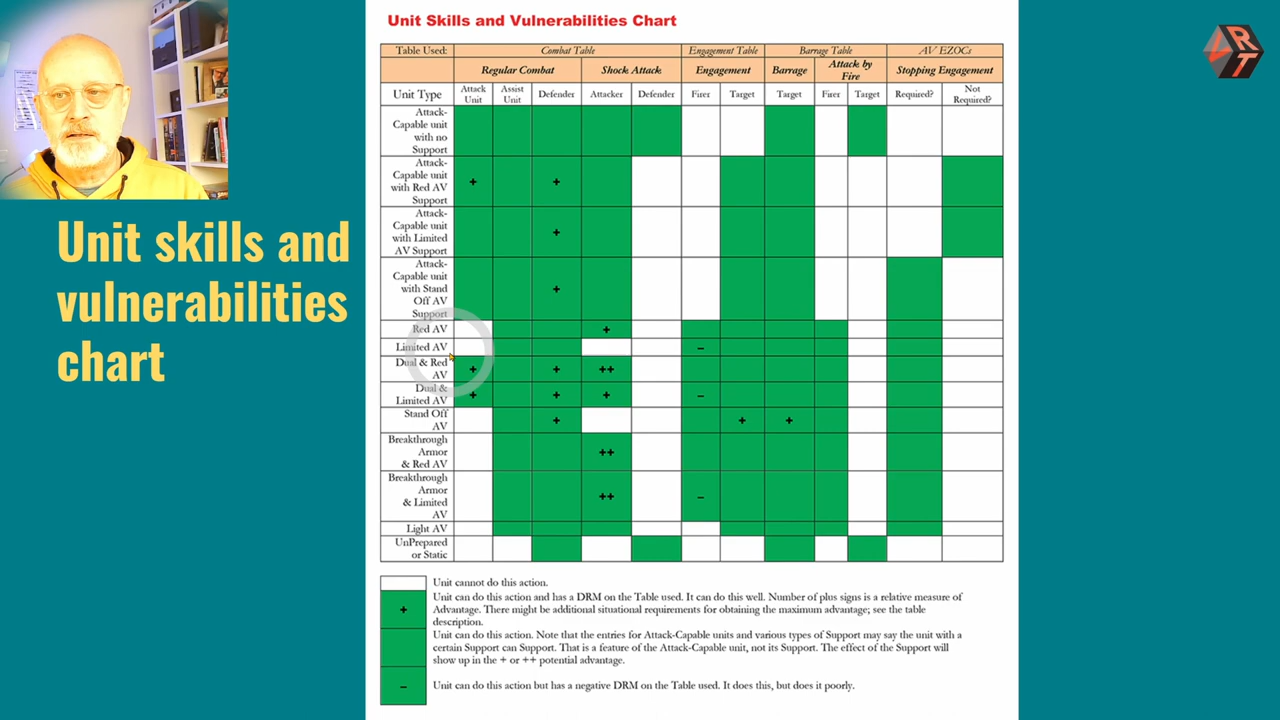 Unit Skills and Vulnerabilities Chart
Table Used: Combat Table Engagement Table Barrage Table AV EZOCs
Regular Combat Shock Attack Engagement Barrage Attack by Fire Stopping Engagement
Unit Type Attack Unit Assist Unit Defender Attacker Defender Firer Target Target Firer Target Required? Not Required?
Attack-
Capable unit
with no
Support
Attack-
Capable unit
with Red AV
Support
+ +
Attack-
Capable unit
with Limited
AV Support
+
Attack-
Capable unit
with Stand
Off AV
Support
+
Red AV +
Limited AV –
Dual & Red
AV
+ + ++
Dual &
Limited AV
+ + + –
Stand Off
AV
+ + +
Breakthrough
Armor
& Red AV
++
Breakthrough
Armor
& Limited
AV
++ –
Light AV
UnPrepared
or Static
Unit cannot do this action.
+
Unit can do this action and has a DRM on the Table used. It can do this well. Number of plus signs is a relative measure of
Advantage. There might be additional situational requirements for obtaining the maximum advantage; see the table
description.
Unit can do this action. Note that the entries for Attack-Capable units and various types of Support may say the unit with a
certain Support can Support. That is a feature of the Attack-Capable unit, not its Support. The effect of the Support will
show up in the + or ++ potential advantage.
– Unit can do this action but has a negative DRM on the Table used. It does this, but does it poorly.
Unit skills and
vulnerabilities
chart
R
T